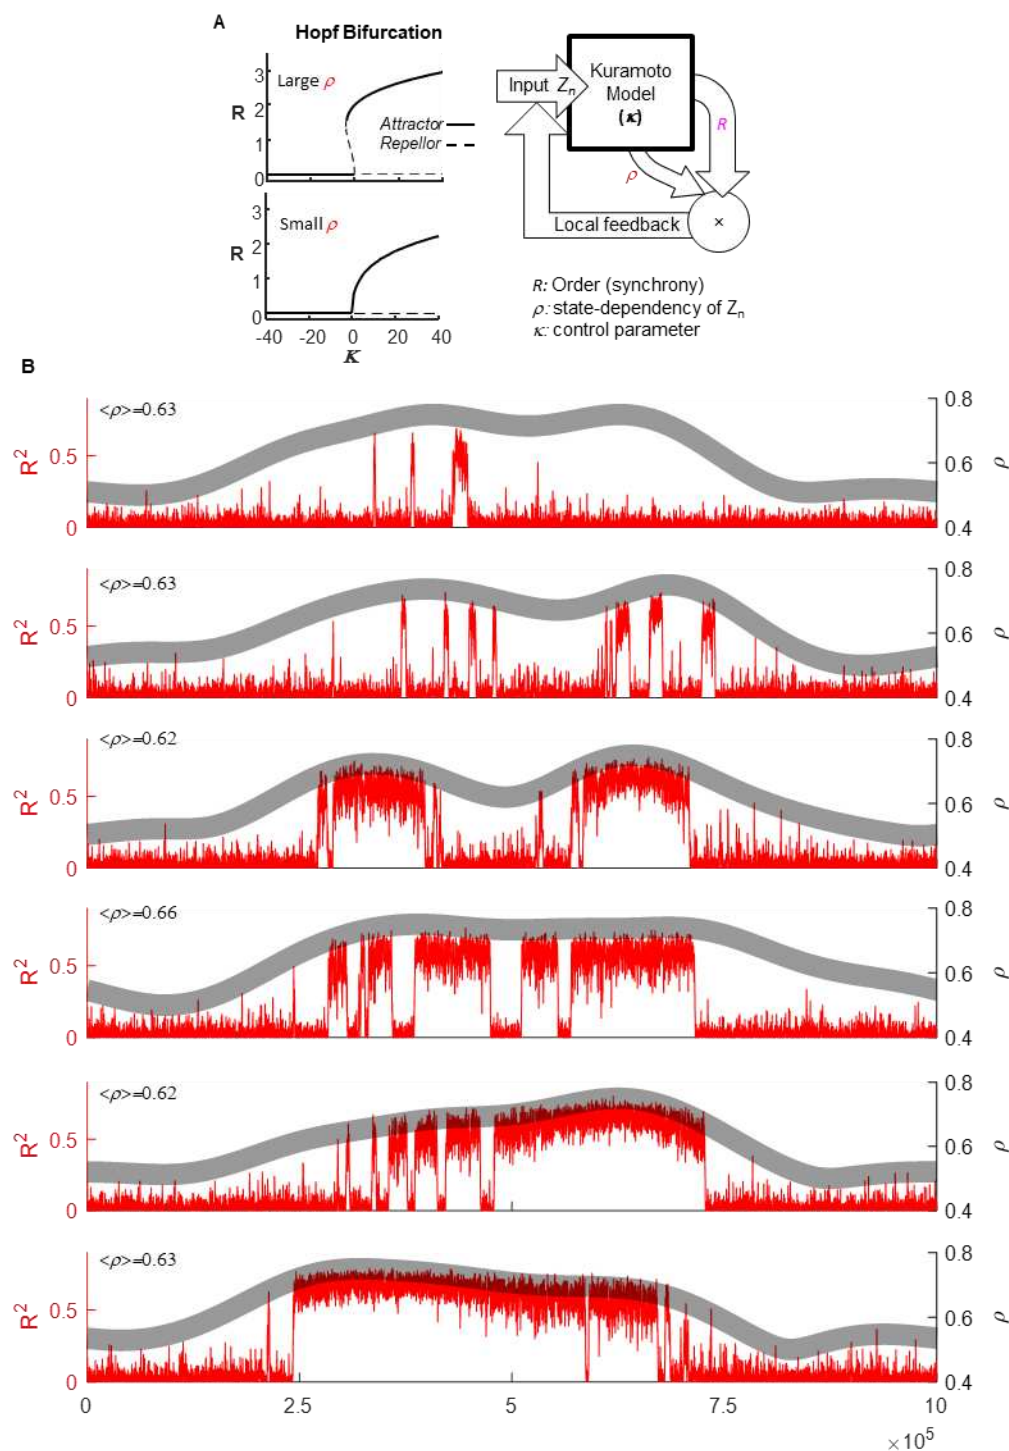 A
Hopf Bifurcation
3
Large ρ
2
R
1
0
Attractor
Repellor
3
Small ρ
2
R
1
0
-40 -20 0 20 40
κ
Input Zn
Kuramoto
Model
(κ)
R
ρ
×
Local feedback
R: Order (synchrony)
ρ: state-dependency of Zn
κ: control parameter
B
<ρ>=0.63
R² 0.5 0
0.8 0.6 0.4 ρ
<ρ>=0.63
R² 0.5 0
0.8 0.6 0.4 ρ
<ρ>=0.62
R² 0.5 0
0.8 0.6 0.4 ρ
<ρ>=0.66
R² 0.5 0
0.8 0.6 0.4 ρ
<ρ>=0.62
R² 0.5 0
0.8 0.6 0.4 ρ
<ρ>=0.63
R² 0.5 0
0.8 0.6 0.4 ρ
0 2.5 5 7.5 10
×10⁵